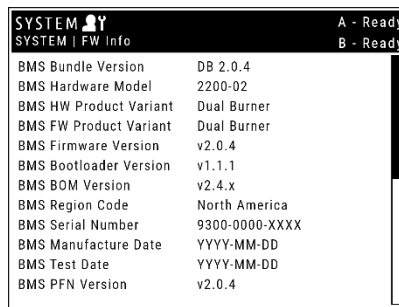 SYSTEM
A - Ready
SYSTEM | FW Info
B - Ready
BMS Bundle Version DB 2.0.4
BMS Hardware Model 2200-02
BMS HW Product Variant Dual Burner
BMS FW Product Variant Dual Burner
BMS Firmware Version v2.0.4
BMS Bootloader Version v1.1.1
BMS BOM Version v2.4.x
BMS Region Code North America
BMS Serial Number 9300-0000-XXXX
BMS Manufacture Date YYYY-MM-DD
BMS Test Date YYYY-MM-DD
BMS PFN Version v2.0.4